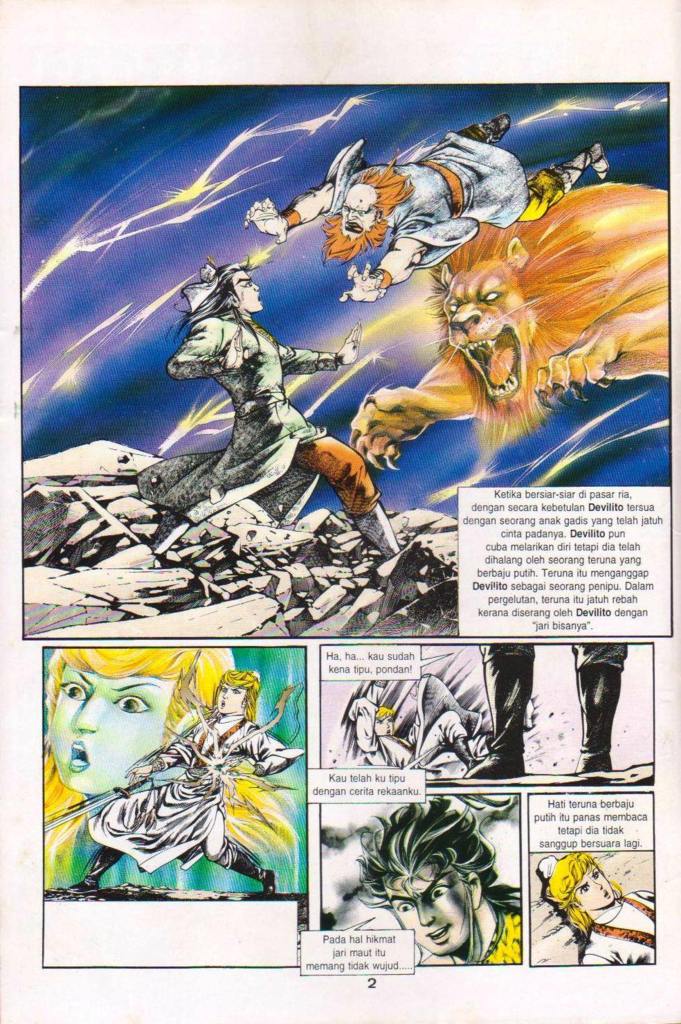 Ketika bersiar-siar di pasar ria,
dengan secara kebetulan Devilito tersua
dengan seorang anak gadis yang telah jatuh
cinta padanya. Devilito pun
cuba melarikan diri tetapi dia telah
dihalang oleh seorang teruna yang
berbaju putih. Teruna itu menganggap
Devilito sebagai seorang penipu. Dalam
pergelutan, teruna itu jatuh rebah
kerana diserang oleh Devilito dengan
"jari bisanya".
Ha, ha... kau sudah
kena tipu, pondan!
Kau telah ku tipu
dengan cerita rekaanku.
Pada hal hikmat
jari maut itu
memang tidak wujud.....
Hati teruna berbaju
putih itu panas membaca
tetapi dia tidak
sanggup bersuara lagi.
2